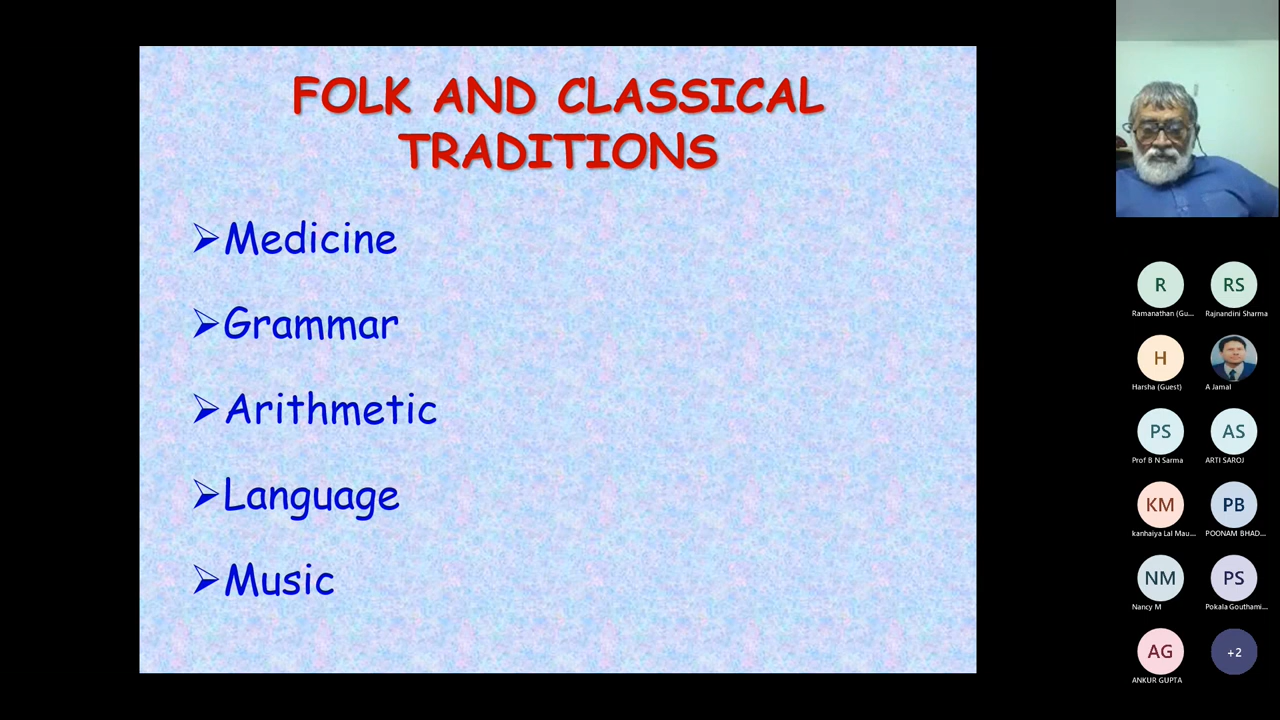 FOLK AND CLASSICAL
TRADITIONS
➢Medicine
➢Grammar
➢Arithmetic
➢Language
➢Music
R
RS
Ramanathan (Gu...
Rajnandini Sharma
H
Harsha (Guest)
A Jamal
PS
AS
Prof B N Sarma
ARTI SAROJ
KM
PB
kanhaiya Lal Mau...
POONAM BHAD...
NM
PS
Nancy M
Pokala Gouthami...
AG
+2
ANKUR GUPTA